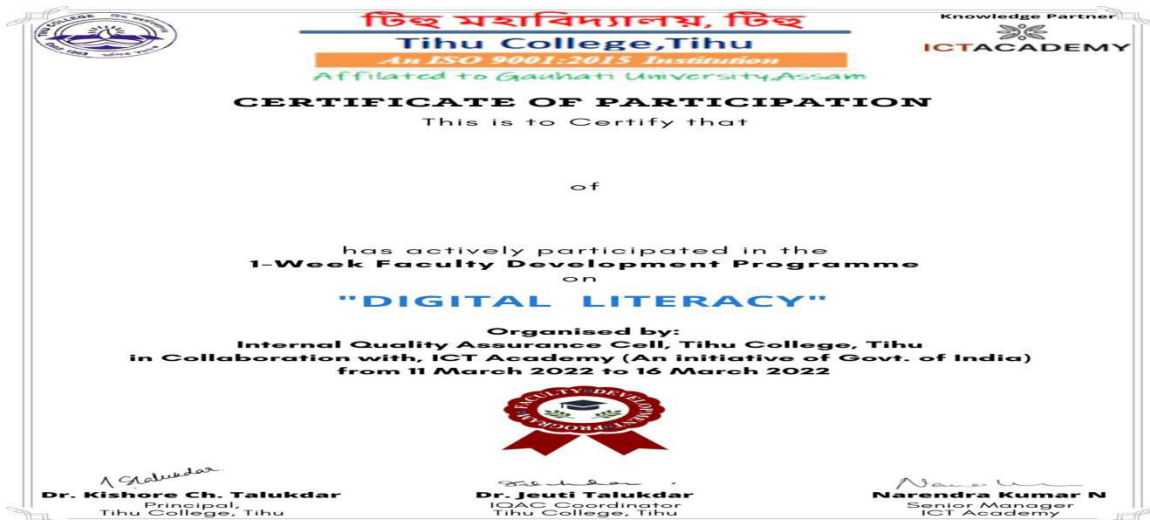 টিহু মহাবিদ্যালয়, টিহু
Tihu College,Tihu
An ISO 9001:2015 Institution
Affilated to Gauhati University,Assam
Knowledge Partner
ICTACADEMY
CERTIFICATE OF PARTICIPATION
This is to Certify that
of
has actively participated in the
1-Week Faculty Development Programme
on
"DIGITAL LITERACY"
Organised by:
Internal Quality Assurance Cell, Tihu College, Tihu
in Collaboration with, ICT Academy (An initiative of Govt. of India)
from 11 March 2022 to 16 March 2022
FACULTY DEVELOPMENT PROGRAM
Dr. Kishore Ch. Talukdar
Principal,
Tihu College, Tihu
Dr. Jeuti Talukdar
IQAC Coordinator
Tihu College, Tihu
Narendra Kumar N
Senior Manager
ICT Academy